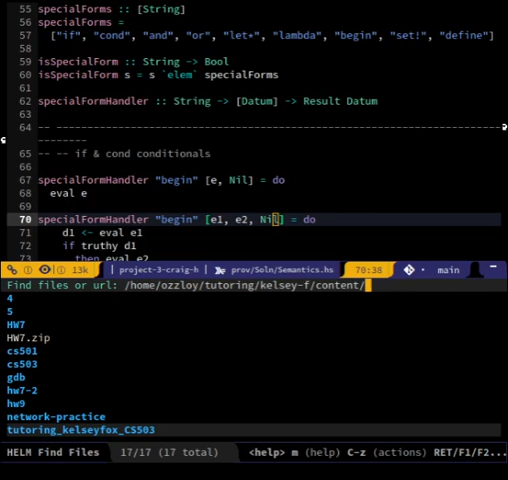 55 specialForms :: [String]
56 specialForms =
57 ["if", "cond", "and", "or", "let*", "lambda", "begin", "set!", "define"]
58
59 isSpecialForm :: String -> Bool
60 isSpecialForm s = s `elem` specialForms
61
62 specialFormHandler :: String -> [Datum] -> Result Datum
63
64 -- --------------------------------------------------------------------------
--------
65 -- -- if & cond conditionals
66
67 specialFormHandler "begin" [e, Nil] = do
68 eval e
69
70 specialFormHandler "begin" [e1, e2, Nil] = do
71 d1 <- eval e1
72 if truthy d1
73 then eval e2
13k | project-3-craig-h | prov/Soln/Semantics.hs 70:38 main
Find files or url: /home/ozzloy/tutoring/kelsey-f/content/
4
5
HW7
HW7.zip
cs501
cs503
gdb
hw7-2
hw9
network-practice
tutoring_kelseyfox_CS503
HELM Find Files 17/17 (17 total) <help> m (help) C-z (actions) RET/F1/F2...